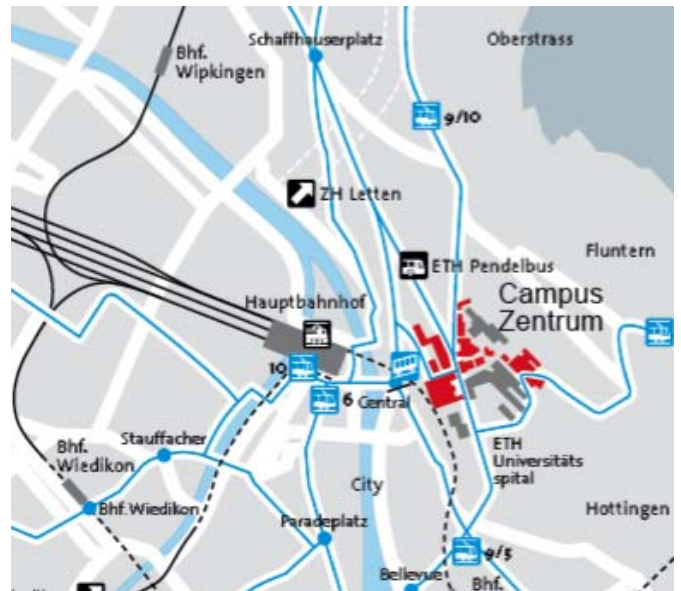 Schaffhauserplatz
Oberstrass
Bhf.
Wipkingen
9/10
ZH Letten
Fluntern
ETH Pendelbus
Campus
Zentrum
Hauptbahnhof
10
6
Central
Stauffacher
Bhf.
Wiedikon
ETH
Universitäts
spital
City
Bhf. Wiedikon
Hottingen
Paradeplatz
9/5
Bellevue
Bhf.